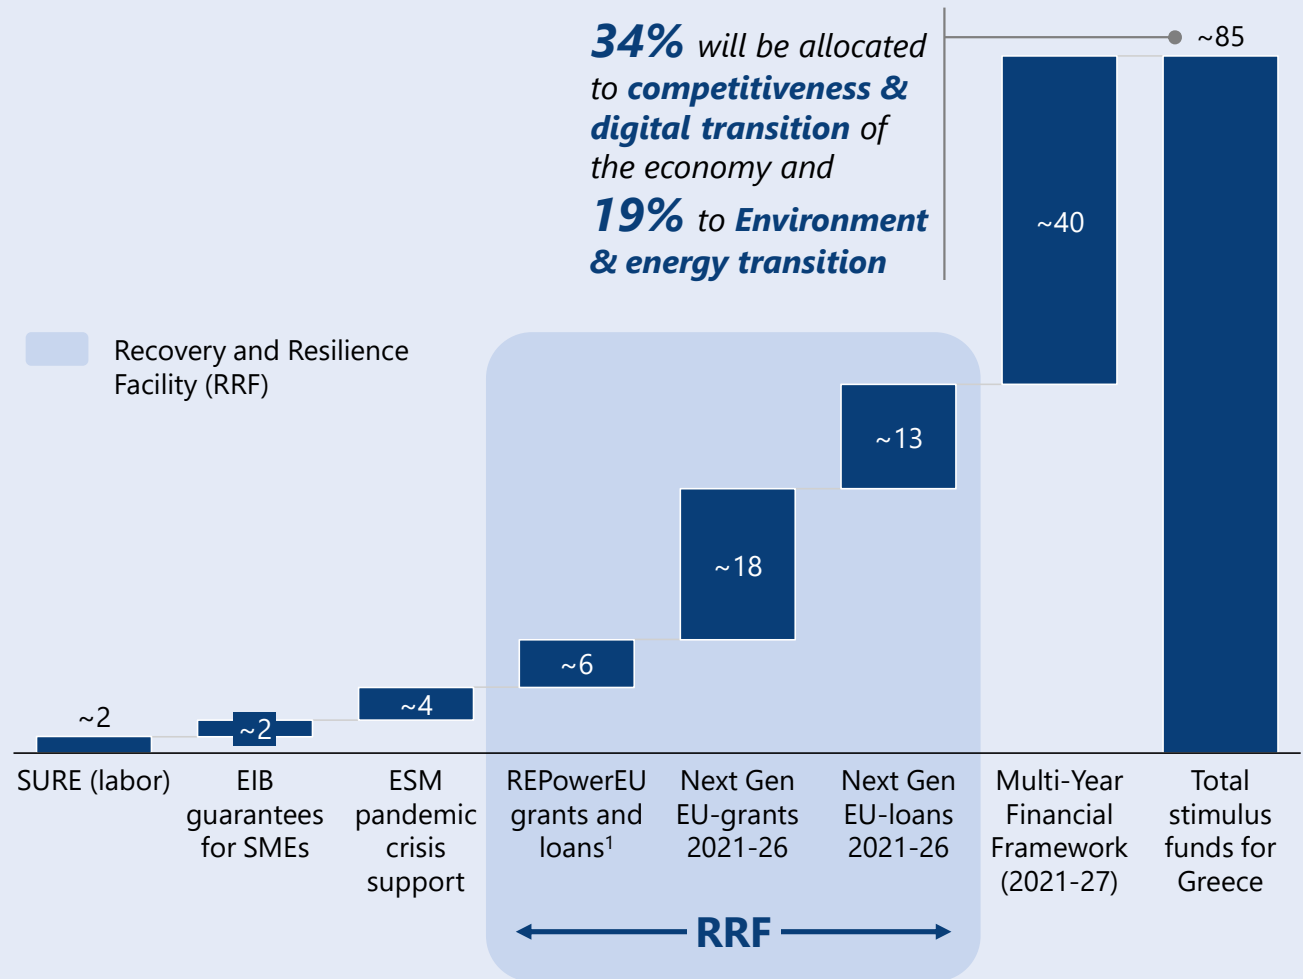 34% will be allocated
to competitiveness &
digital transition of
the economy and
19% to Environment
& energy transition
~85
~40
Recovery and Resilience
Facility (RRF)
~13
~18
~6
~4
~2
~2
SURE (labor)
EIB
guarantees
for SMEs
ESM
pandemic
crisis
support
REPowerEU
grants and
loans¹
Next Gen
EU-grants
2021-26
Next Gen
EU-loans
2021-26
Multi-Year
Financial
Framework
(2021-27)
Total
stimulus
funds for
Greece
RRF